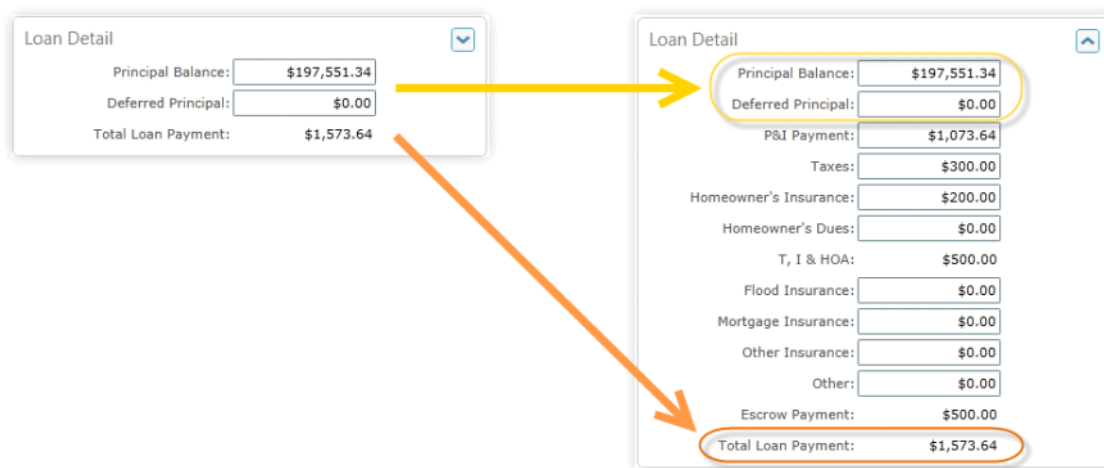 Loan Detail
Principal Balance: $197,551.34
Deferred Principal: $0.00
Total Loan Payment: $1,573.64
Loan Detail
Principal Balance: $197,551.34
Deferred Principal: $0.00
P&I Payment: $1,073.64
Taxes: $300.00
Homeowner's Insurance: $200.00
Homeowner's Dues: $0.00
T, I & HOA: $500.00
Flood Insurance: $0.00
Mortgage Insurance: $0.00
Other Insurance: $0.00
Other: $0.00
Escrow Payment: $500.00
Total Loan Payment: $1,573.64